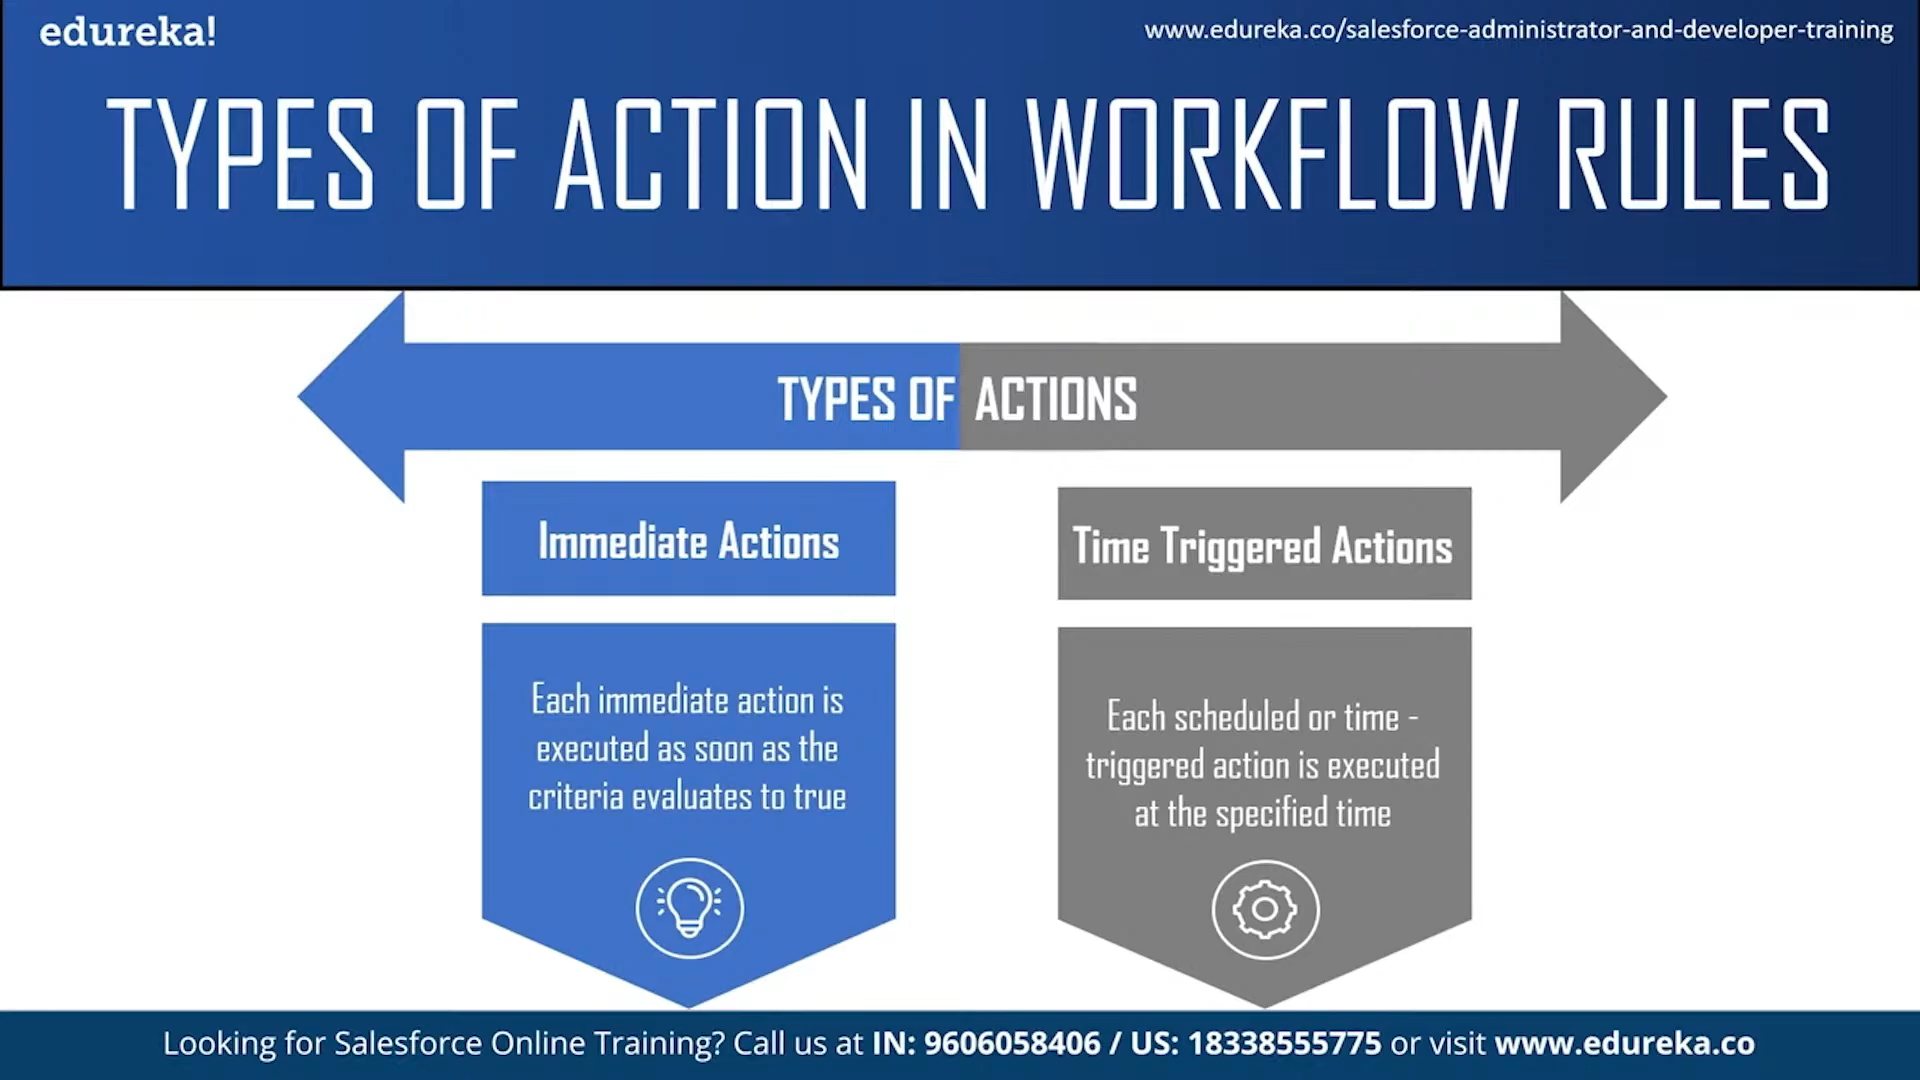 edureka!
www.edureka.co/salesforce-administrator-and-developer-training
TYPES OF ACTION IN WORKFLOW RULES
TYPES OF ACTIONS
Immediate Actions
Each immediate action is
executed as soon as the
criteria evaluates to true
Time Triggered Actions
Each scheduled or time -
triggered action is executed
at the specified time
Looking for Salesforce Online Training? Call us at IN: 9606058406 / US: 18338555775 or visit www.edureka.co